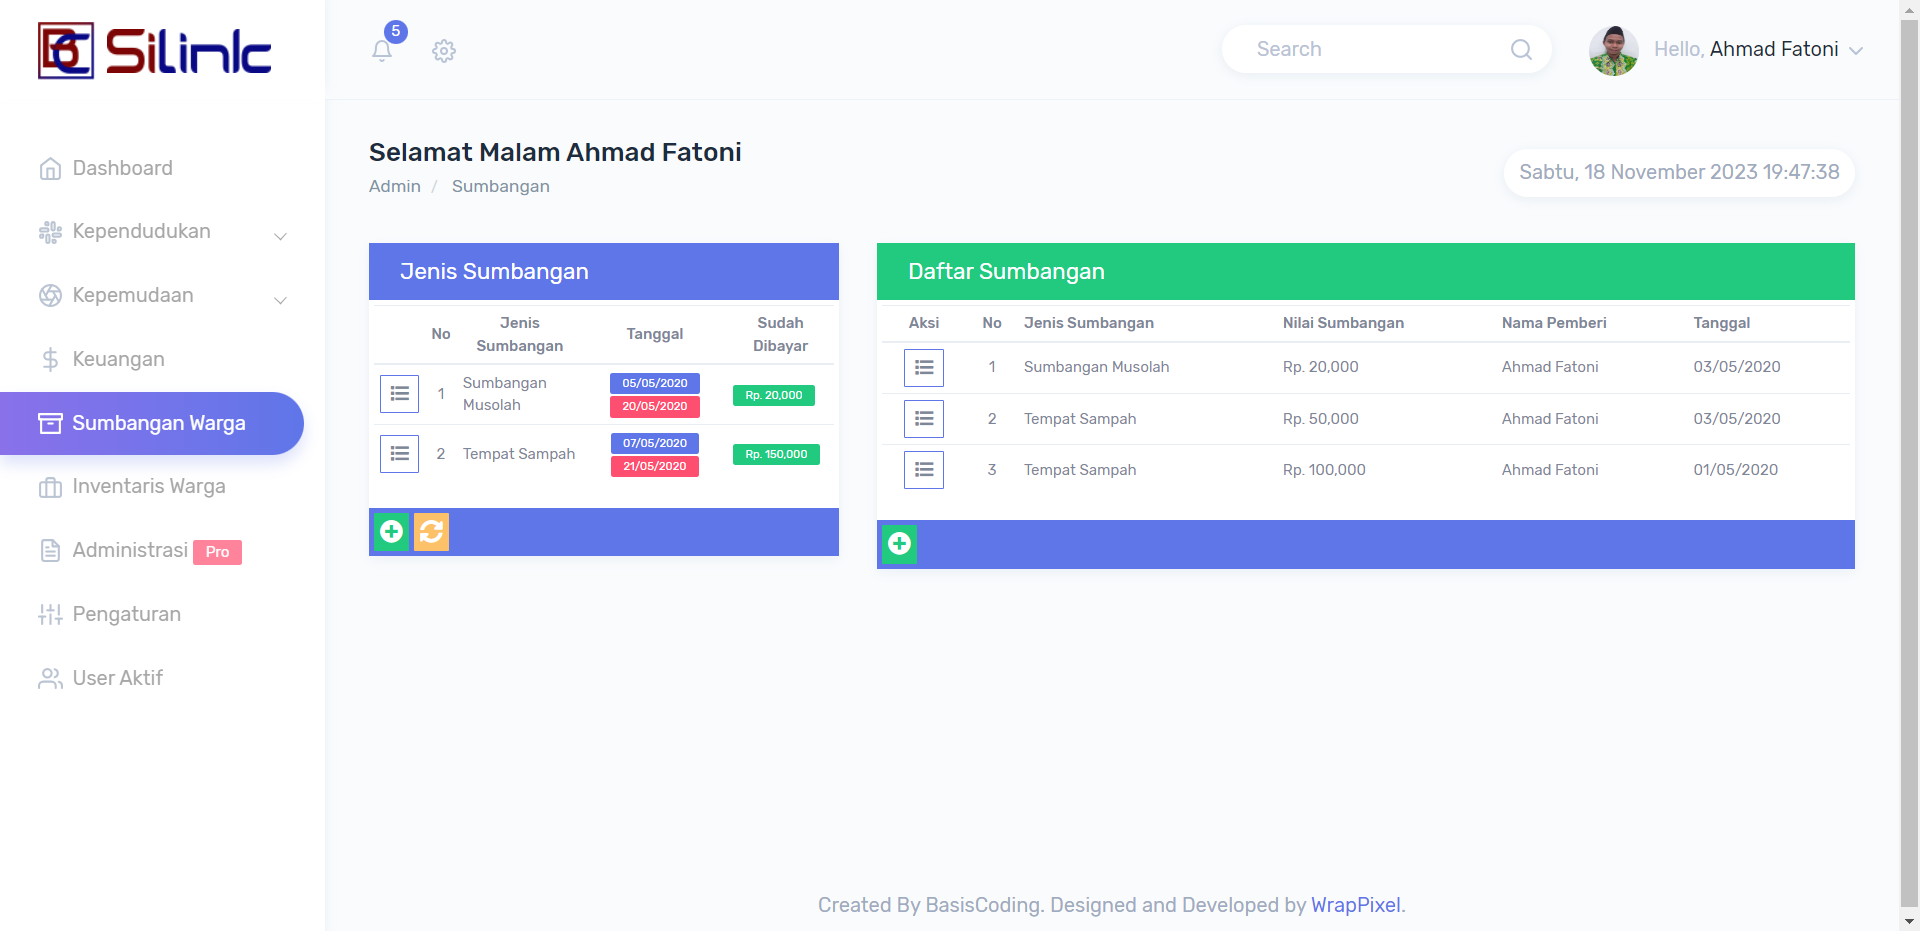 BC Silink
5
Search
Hello, Ahmad Fatoni
Dashboard
Kependudukan
Kepemudaan
Keuangan
Sumbangan Warga
Inventaris Warga
Administrasi Pro
Pengaturan
User Aktif
Selamat Malam Ahmad Fatoni
Admin / Sumbangan
Sabtu, 18 November 2023 19:47:38
Jenis Sumbangan
No Jenis Sumbangan Tanggal Sudah Dibayar
1 Sumbangan Musolah 05/05/2020 20/05/2020 Rp. 20,000
2 Tempat Sampah 07/05/2020 21/05/2020 Rp. 150,000
Daftar Sumbangan
Aksi No Jenis Sumbangan Nilai Sumbangan Nama Pemberi Tanggal
1 Sumbangan Musolah Rp. 20,000 Ahmad Fatoni 03/05/2020
2 Tempat Sampah Rp. 50,000 Ahmad Fatoni 03/05/2020
3 Tempat Sampah Rp. 100,000 Ahmad Fatoni 01/05/2020
Created By BasisCoding. Designed and Developed by WrapPixel.